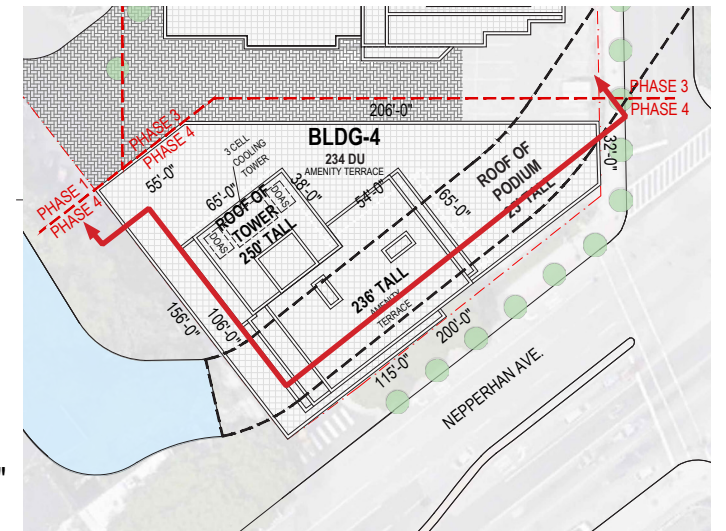 PHASE 3
PHASE 4
206'-0"
PHASE 3
PHASE 4
BLDG-4
234 DU
AMENITY TERRACE
3 CELL
COOLING
TOWER
32'-0"
55'-0"
65'-0"
38'-0"
54'-0"
65'-0"
ROOF OF
PODIUM
TALL
DOAS
DOAS
ROOF OF
TOWER
250' TALL
PHASE 1
PHASE 4
236' TALL
AMENITY
TERRACE
156'-0"
106'-0"
115'-0"
200'-0"
NEPPERHAN AVE.
"